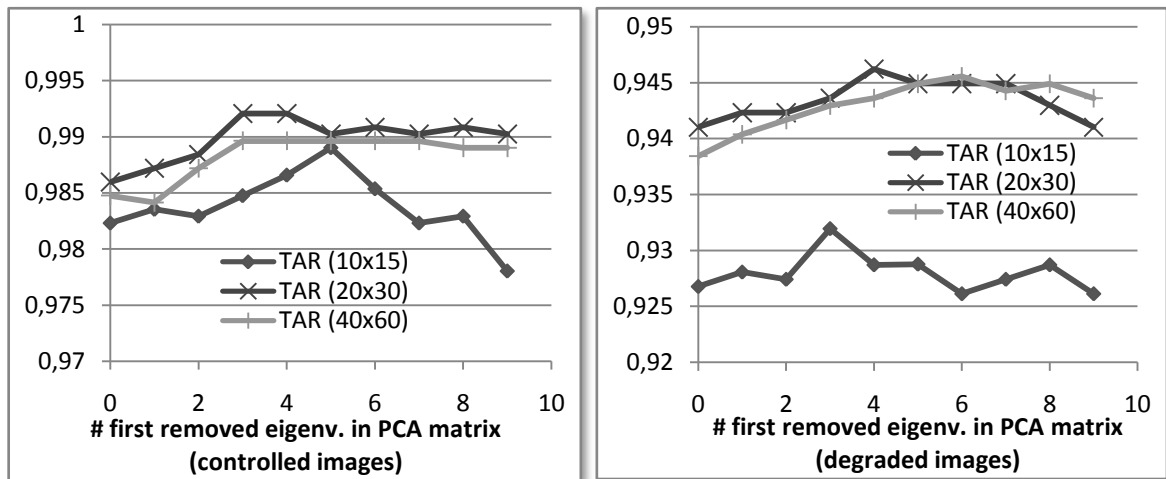 1
0,995
0,99
0,985
0,98
0,975
0,97
TAR (10x15)
TAR (20x30)
TAR (40x60)
0 2 4 6 8 10
# first removed eigenv. in PCA matrix
(controlled images)
0,95
0,945
0,94
0,935
0,93
0,925
0,92
TAR (10x15)
TAR (20x30)
TAR (40x60)
0 2 4 6 8 10
# first removed eigenv. in PCA matrix
(degraded images)